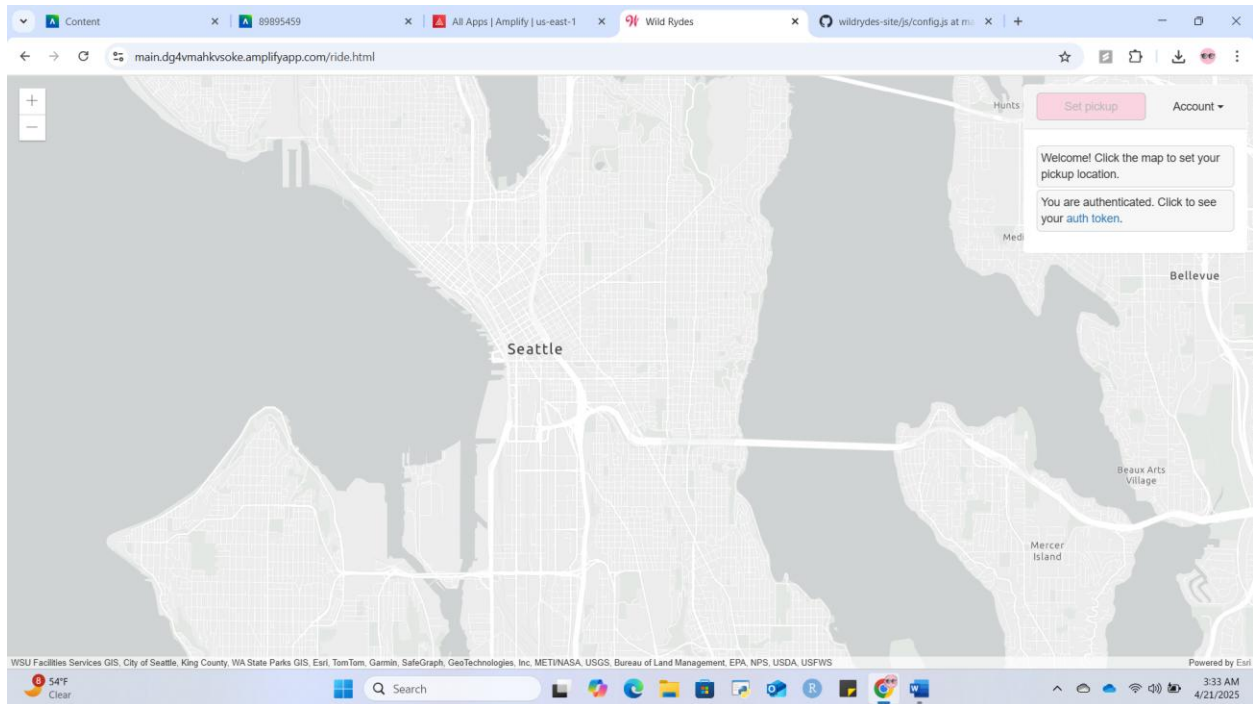 Content
89895459
All Apps | Amplify | us-east-1
Wild Rydes
wildrydes-site/js/config.js at ma
main.dg4vmahkvsoke.amplifyapp.com/ride.html
Hunts
Set pickup
Account
Welcome! Click the map to set your
pickup location.
You are authenticated. Click to see
your auth token.
Medi
Bellevue
Seattle
Beaux Arts
Village
Mercer
Island
WSU Facilities Services GIS, City of Seattle, King County, WA State Parks GIS, Esri, TomTom, Garmin, SafeGraph, GeoTechnologies, Inc, METI/NASA, USGS, Bureau of Land Management, EPA, NPS, USDA, USFWS
Powered by Esri
8
54°F
Clear
Search
R
W
3:33 AM
4/21/2025